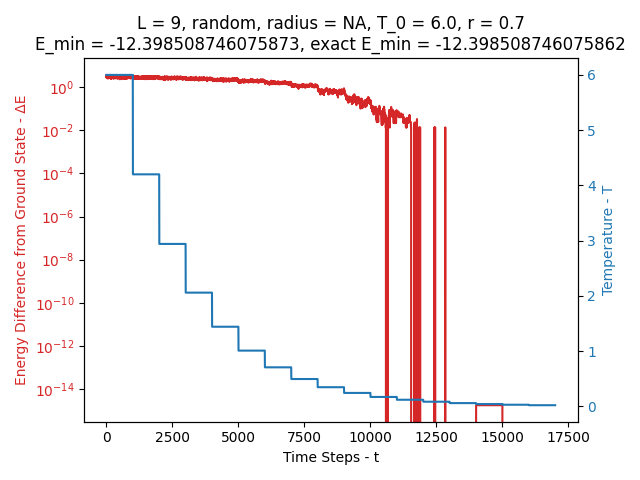 L = 9, random, radius = NA, T_0 = 6.0, r = 0.7
E_min = -12.398508746075873, exact E_min = -12.398508746075862
Energy Difference from Ground State - ΔE
10⁰
10⁻²
10⁻⁴
10⁻⁶
10⁻⁸
10⁻¹⁰
10⁻¹²
10⁻¹⁴
6
5
4
3
2
1
0
Temperature - T
0 2500 5000 7500 10000 12500 15000 17500
Time Steps - t